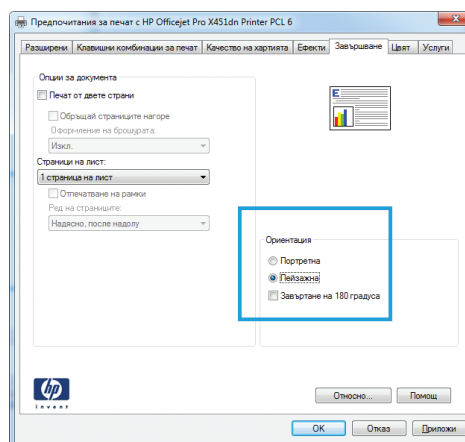 Предпочитания за печат с HP Officejet Pro X451dn Printer PCL 6
Разширени Клавишни комбинации за печат Качество на хартията Ефекти Завършване Цвят Услуги
Опции за документа
Печат от двете страни
Обръщай страниците нагоре
Оформление на брошурата:
Изкл.
Страници на лист:
1 страница на лист
Отпечатване на рамки
Ред на страниците:
Надясно, после надолу
E
Ориентация
Портретна
Пейзажна
Завъртане на 180 градуса
hp
invent
Относно... Помощ
OK Отказ Приложи